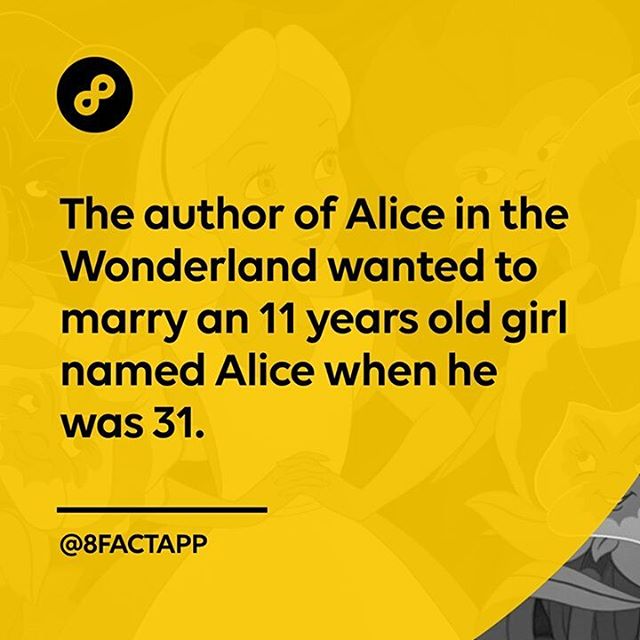 The author of Alice in the
Wonderland wanted to
marry an 11 years old girl
named Alice when he
was 31.
@8FACTAPP